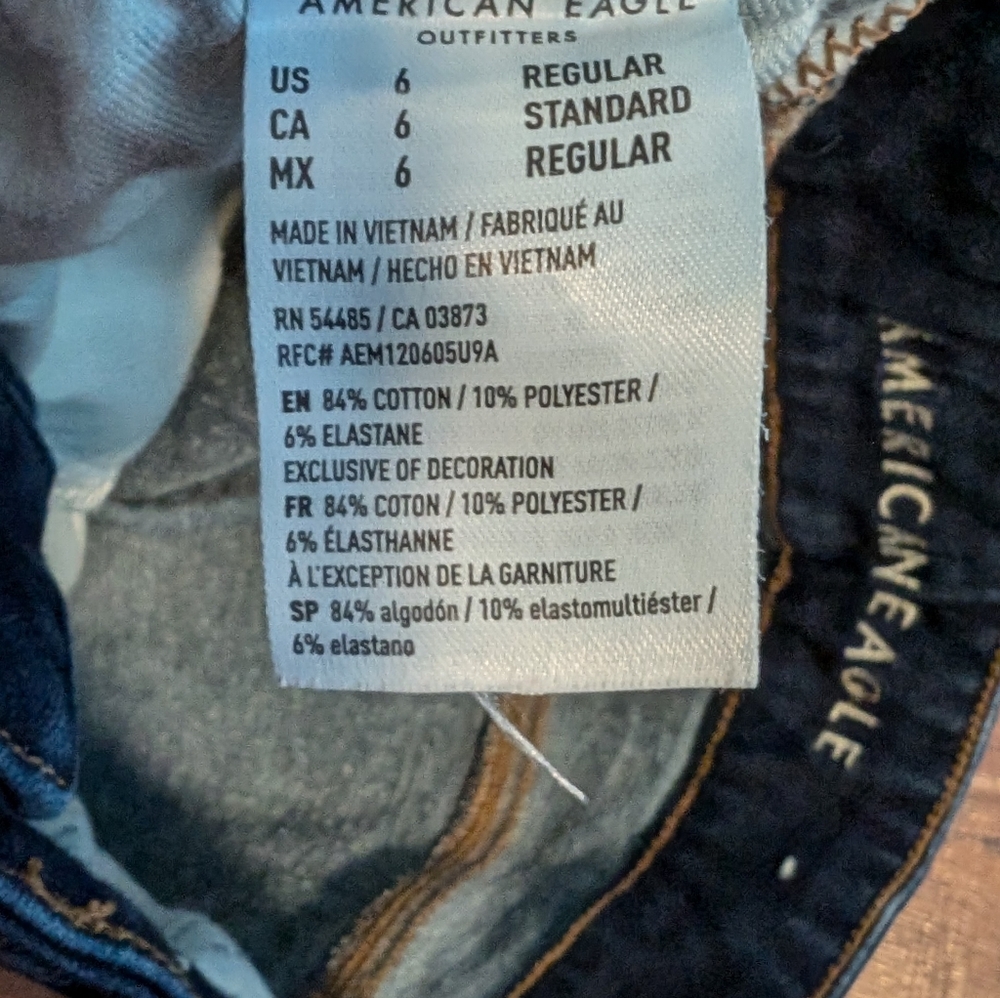 AMERICAN EAGLE
OUTFITTERS
US 6 REGULAR
CA 6 STANDARD
MX 6 REGULAR
MADE IN VIETNAM / FABRIQUÉ AU
VIETNAM / HECHO EN VIETNAM
RN 54485 / CA 03873
RFC# AEM120605U9A
EN 84% COTTON / 10% POLYESTER /
6% ELASTANE
EXCLUSIVE OF DECORATION
FR 84% COTON / 10% POLYESTER /
6% ÉLASTHANNE
À L'EXCEPTION DE LA GARNITURE
SP 84% algodón / 10% elastomultiéster /
6% elastano
AMERICAN EAGLE